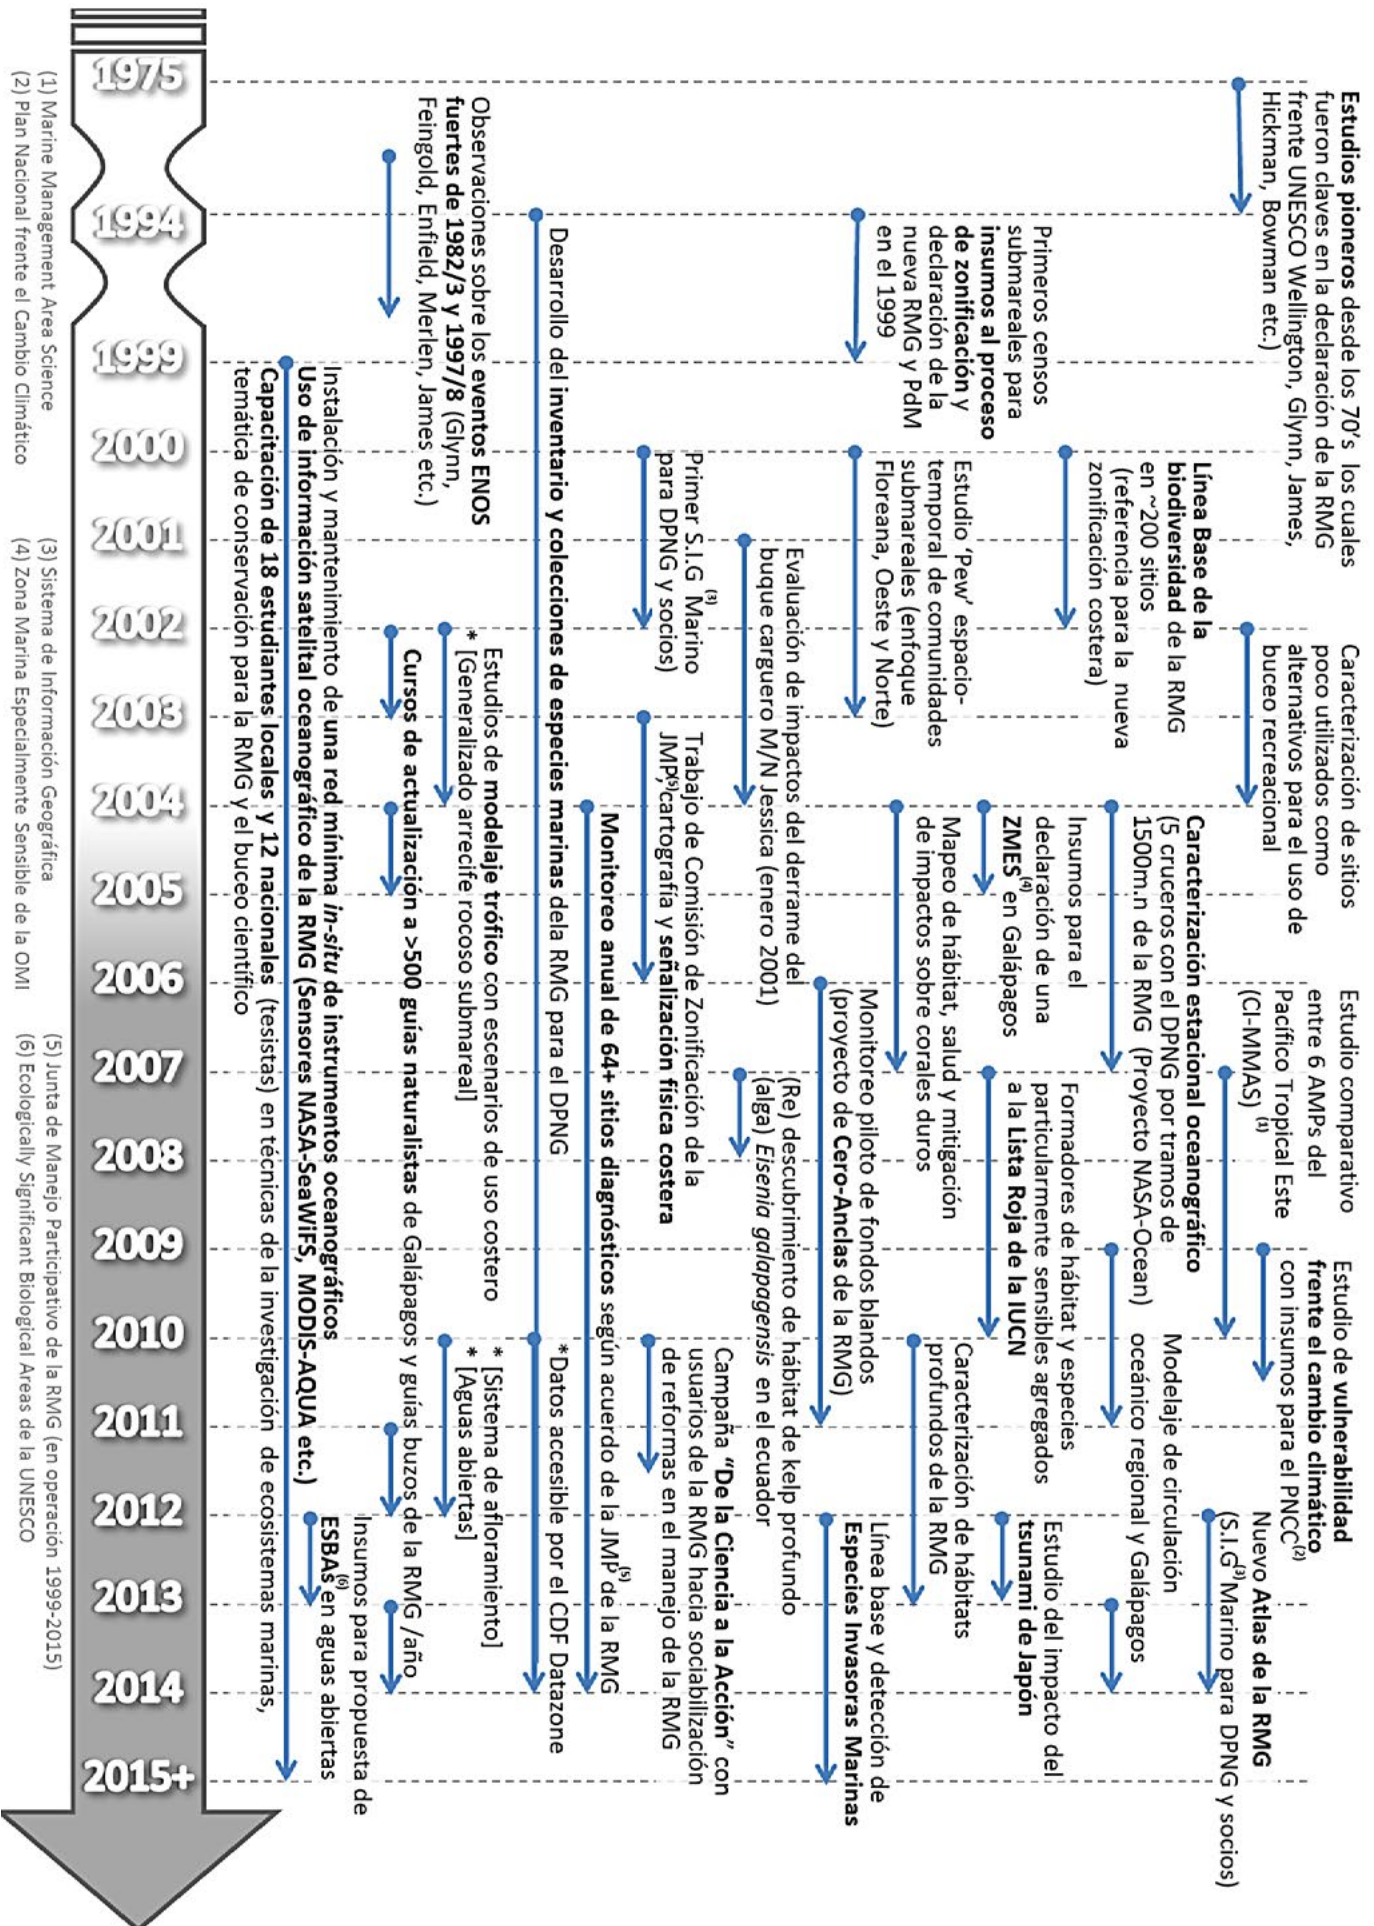 Estudios pioneros desde los 70's los cuales
fueron claves en la declaración de la RMG
frente UNESCO Wellington, Glynn, James,
Hickman, Bowman etc.)
Caracterización de sitios
poco utilizados como
alternativos para el uso de
buceo recreacional
Estudio comparativo
entre 6 AMPs del
Pacífico Tropical Este
(CI-MMAS) (1)
Estudio de vulnerabilidad
frente el cambio climático
con insumos para el PNCC(2)
Nuevo Atlas de la RMG
(S.I.G(3)Marino para DPNG y socios)
Línea Base de la
biodiversidad de la RMG
en ~200 sitios
(referencia para la nueva
zonificación costera)
Caracterización estacional oceanográfico
(5 cruceros con el DPNG por tramos de
1500m.n de la RMG (Proyecto NASA-Ocean)
Modelaje de circulación
oceánico regional y Galápagos
Primeros censos
submareales para
insumos al proceso
de zonificación y
declaración de la
nueva RMG y PdM
en el 1999
Insumos para el
declaración de una
ZMES(4) en Galápagos
Formadores de hábitat y especies
particularmente sensibles agregados
a la Lista Roja de la IUCN
Estudio del impacto del
tsunami de Japón
Estudio ‘Pew’ espacio-
temporal de comunidades
submareales (enfoque
Floreana, Oeste y Norte)
Mapeo de hábitat, salud y mitigación
de impactos sobre corales duros
Caracterización de hábitats
profundos de la RMG
Evaluación de impactos del derrame del
buque carguero M/N Jessica (enero 2001)
Monitoreo piloto de fondos blandos
(proyecto de Cero-Anclas de la RMG)
Línea base y detección de
Especies Invasoras Marinas
(Re) descubrimiento de hábitat de kelp profundo
(alga) Eisenia galapagensis en el ecuador
Primer S.I.G (3) Marino
para DPNG y socios)
Trabajo de Comisión de Zonificación de la
JMP(5),cartografía y señalización física costera
Campaña “De la Ciencia a la Acción” con
usuarios de la RMG hacia sociabilización
de reformas en el manejo de la RMG
Monitoreo anual de 64+ sitios diagnósticos según acuerdo de la JMP(5) de la RMG
Desarrollo del inventario y colecciones de especies marinas dela RMG para el DPNG
*Datos accesible por el CDF Datazone
Observaciones sobre los eventos ENOS
fuertes de 1982/3 y 1997/8 (Glynn,
Feingold, Enfield, Merlen, James etc.)
Estudios de modelaje trófico con escenarios de uso costero
* [Generalizado arrecife rocoso submareal]
* [Sistema de afloramiento]
* [Aguas abiertas]
Cursos de actualización a >500 guías naturalistas de Galápagos y guías buzos de la RMG /año
Insumos para propuesta de
ESBAs(6) en aguas abiertas
Instalación y mantenimiento de una red mínima in-situ de instrumentos oceanográficos
Uso de información satelital oceanográfico de la RMG (Sensores NASA-SeaWiFS, MODIS-AQUA etc.)
Capacitación de 18 estudiantes locales y 12 nacionales (tesistas) en técnicas de la investigación de ecosistemas marinas,
temática de conservación para la RMG y el buceo científico
1975
1994
1999
2000
2001
2002
2003
2004
2005
2006
2007
2008
2009
2010
2011
2012
2013
2014
2015+
(1) Marine Management Area Science
(2) Plan Nacional frente el Cambio Climático
(3) Sistema de Información Geográfica
(4) Zona Marina Especialmente Sensible de la OMI
(5) Junta de Manejo Participativo de la RMG (en operación 1999-2015)
(6) Ecologically Significant Biological Areas de la UNESCO